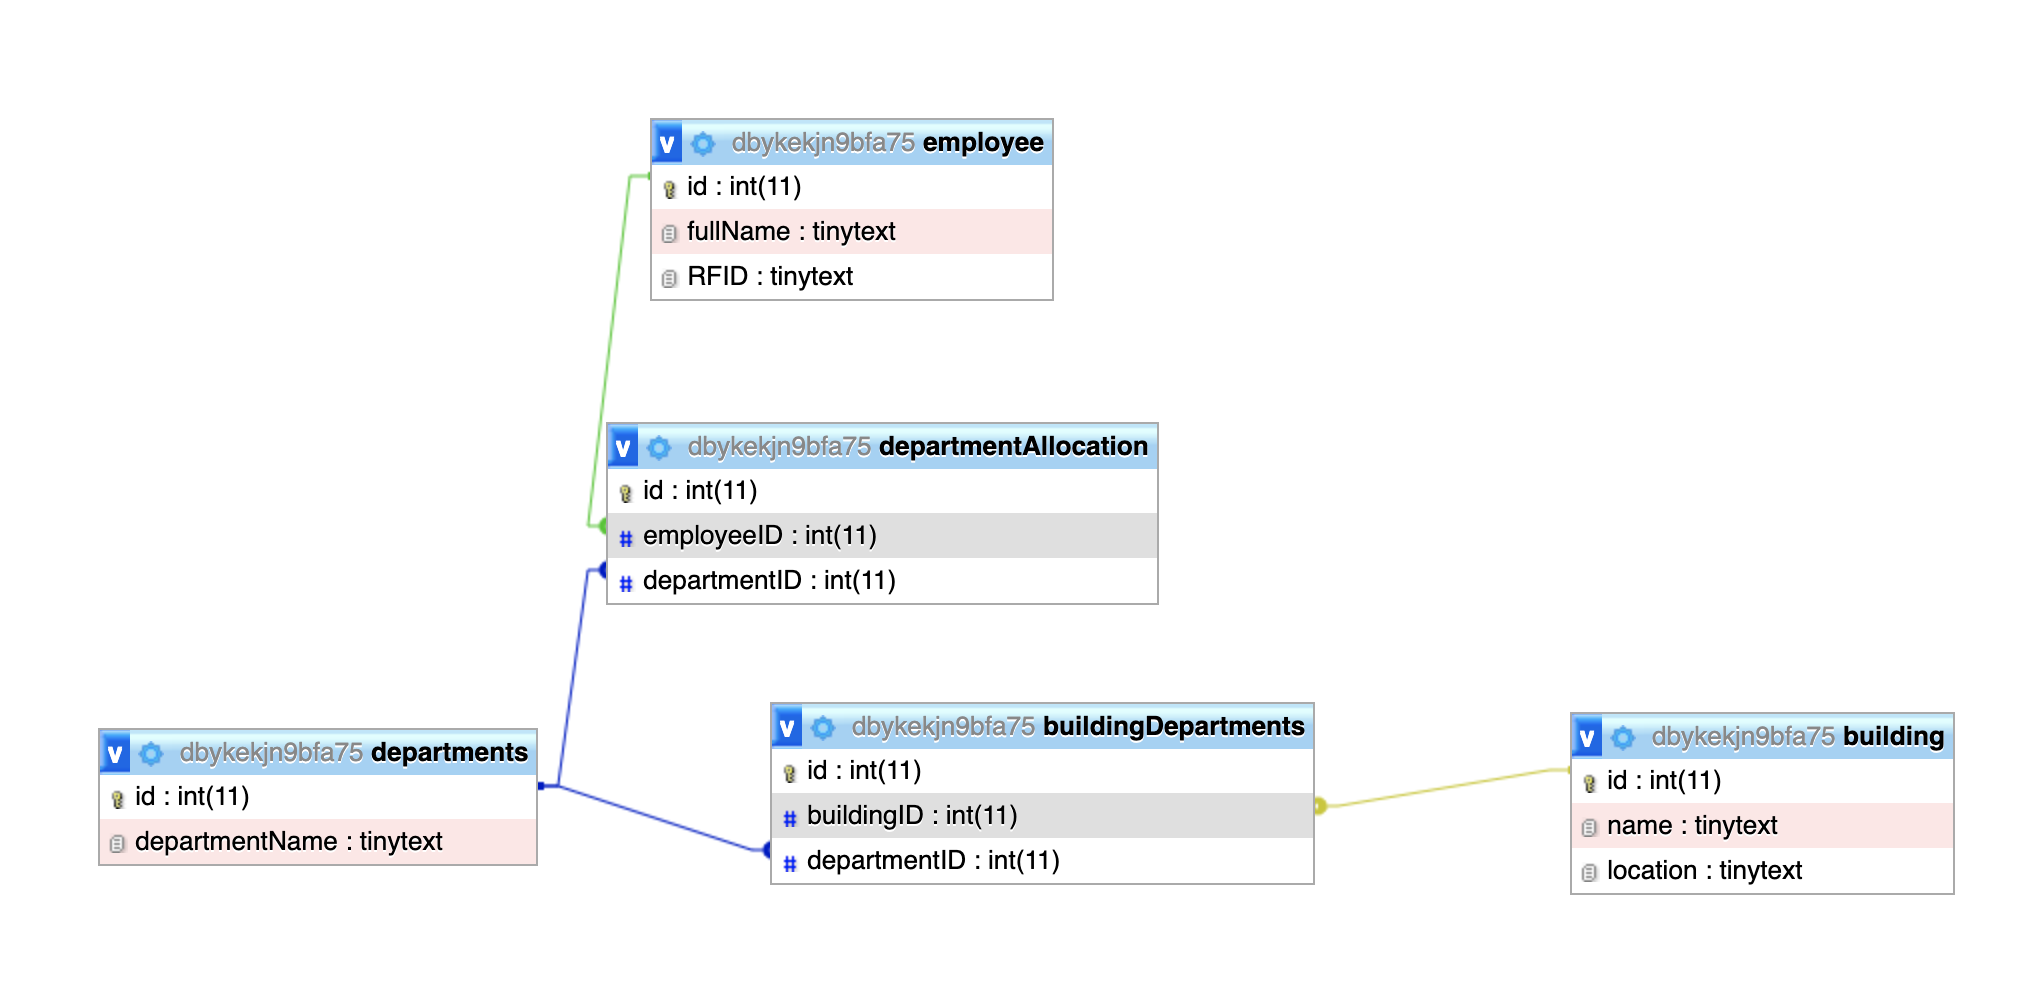 v dbykekjn9bfa75 employee
id : int(11)
fullName : tinytext
RFID : tinytext
v dbykekjn9bfa75 departmentAllocation
id : int(11)
# employeeID : int(11)
# departmentID : int(11)
v dbykekjn9bfa75 departments
id : int(11)
departmentName : tinytext
v dbykekjn9bfa75 buildingDepartments
id : int(11)
# buildingID : int(11)
# departmentID : int(11)
v dbykekjn9bfa75 building
id : int(11)
name : tinytext
location : tinytext